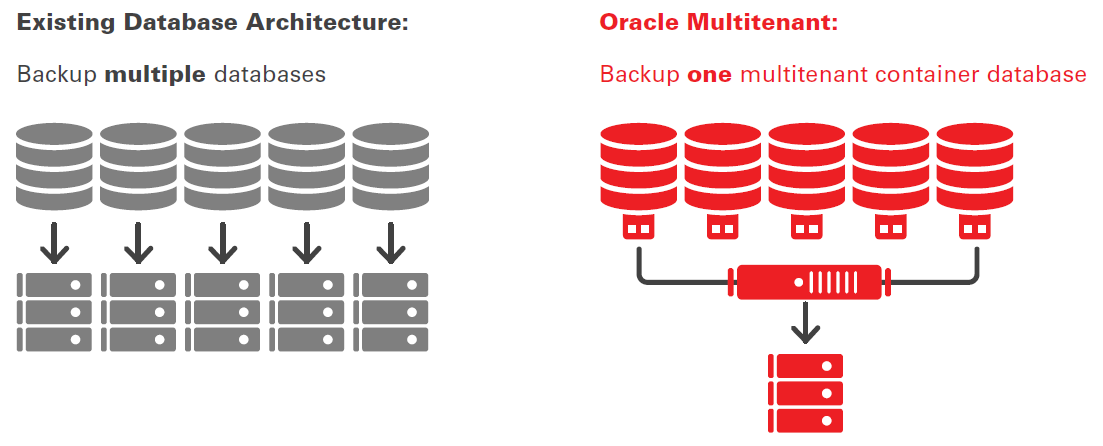 Existing Database Architecture:
Backup multiple databases
Oracle Multitenant:
Backup one multitenant container database